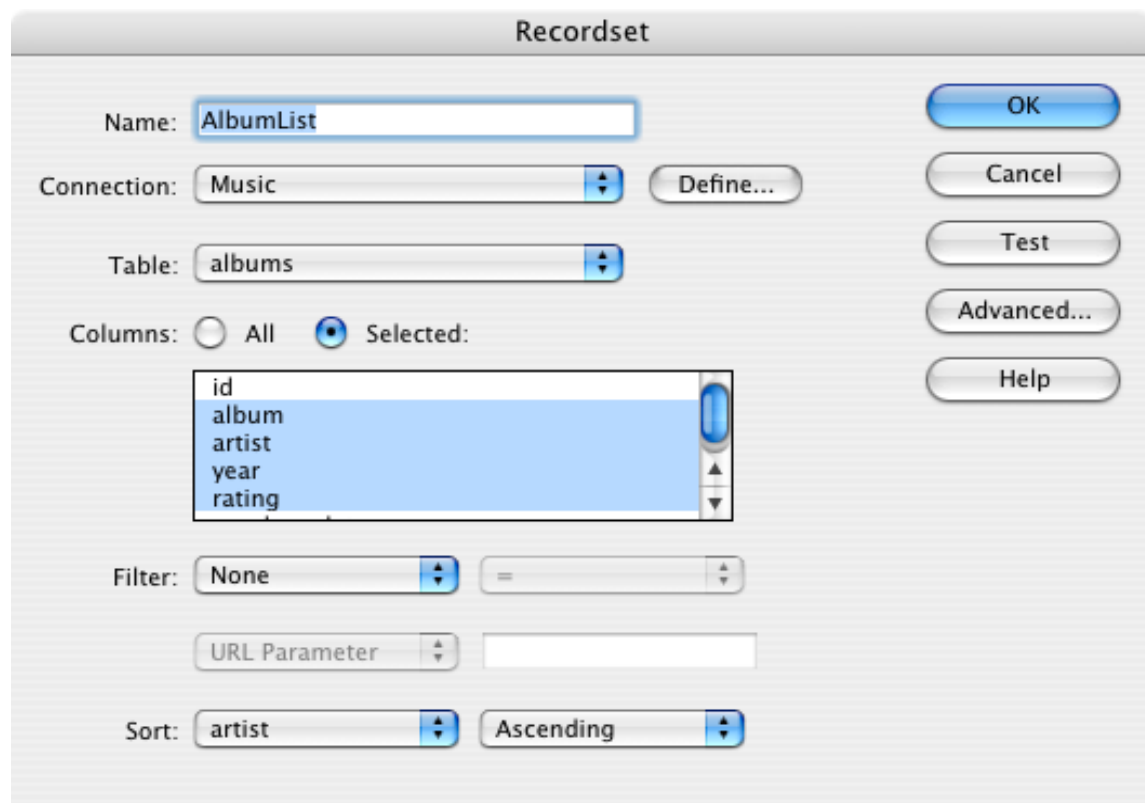 Recordset
Name: AlbumList
OK
Connection: Music Define...
Cancel
Table: albums
Test
Columns: All Selected:
Advanced...
id
album
artist
year
rating
Help
Filter: None =
URL Parameter
Sort: artist Ascending